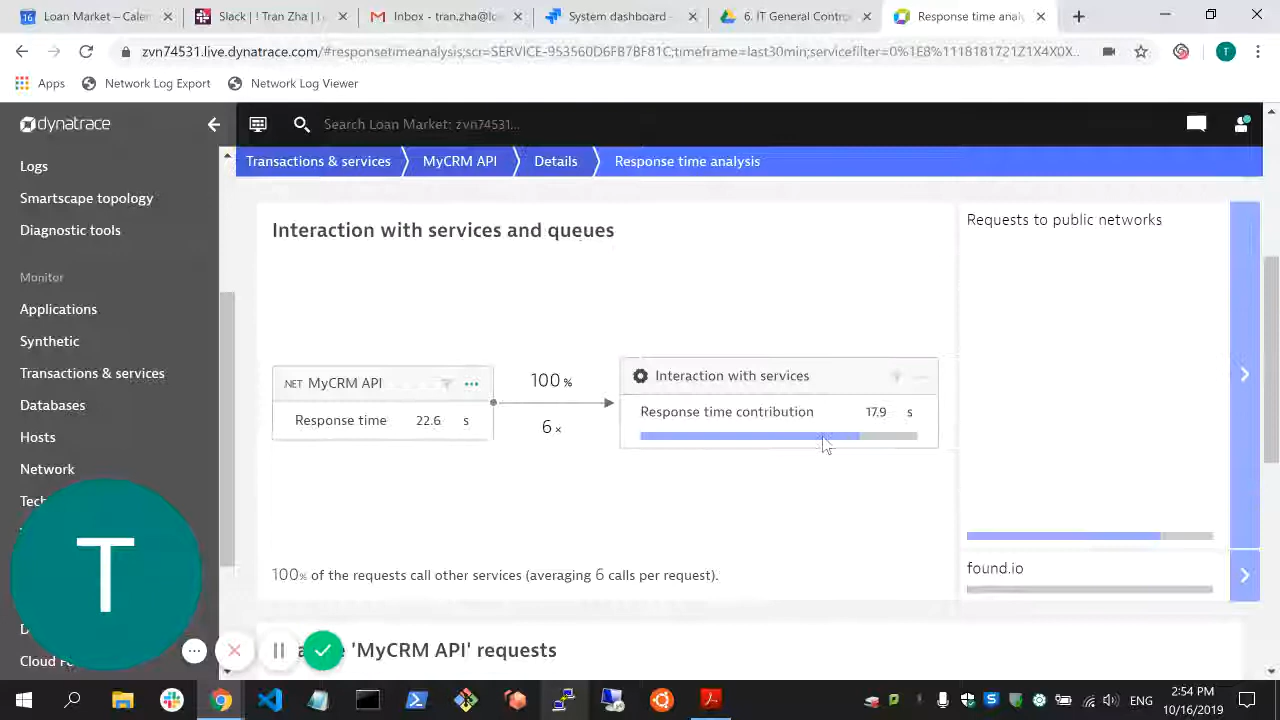 Loan Market - Calen
Slack | ! Tran Zha | Lo
Inbox - tran.zha@lo
System dashboard -
6. IT General Contr
Response time analy
zvn74531.live.dynatrace.com/#responsetimeanalysis;scr=SERVICE-953560D6FB7BF81C;timeframe=last30min;servicefilter=0%1E8%1118181721Z1X4X0X...
T
Apps
Network Log Export
Network Log Viewer
dynatrace
Search Loan Market: zvn74531...
Transactions & services
MyCRM API
Details
Response time analysis
Logs
Smartscape topology
Diagnostic tools
Monitor
Applications
Synthetic
Transactions & services
Databases
Hosts
Network
Tech
Cloud Fo
T
Interaction with services and queues
NET MyCRM API
Response time 22.6 s
100 %
6 x
Interaction with services
Response time contribution 17.9 s
100% of the requests call other services (averaging 6 calls per request).
Requests to public networks
found.io
'MyCRM API' requests
ENG
2:54 PM
10/16/2019